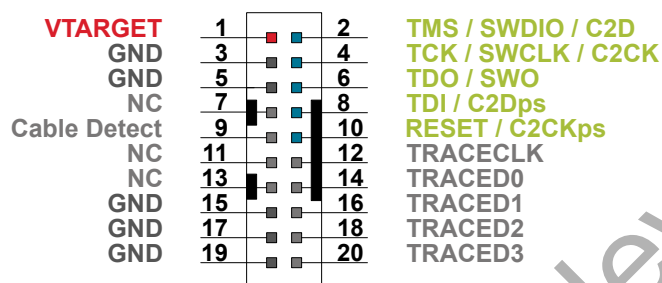 VTARGET 1 2 TMS / SWDIO / C2D
GND 3 4 TCK / SWCLK / C2CK
GND 5 6 TDO / SWO
NC 7 8 TDI / C2Dps
Cable Detect 9 10 RESET / C2CKps
NC 11 12 TRACECLK
NC 13 14 TRACED0
GND 15 16 TRACED1
GND 17 18 TRACED2
GND 19 20 TRACED3